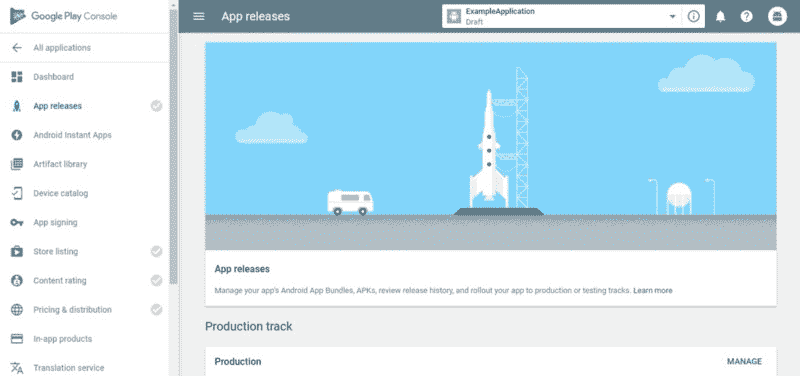 Google Play Console
App releases
ExampleApplication
Draft
All applications
Dashboard
App releases
Android Instant Apps
Artifact library
Device catalog
App signing
Store listing
Content rating
Pricing & distribution
In-app products
Translation service
App releases
Manage your app's Android App Bundles, APKs, review release history, and rollout your app to production or testing tracks. Learn more
Production track
Production
MANAGE